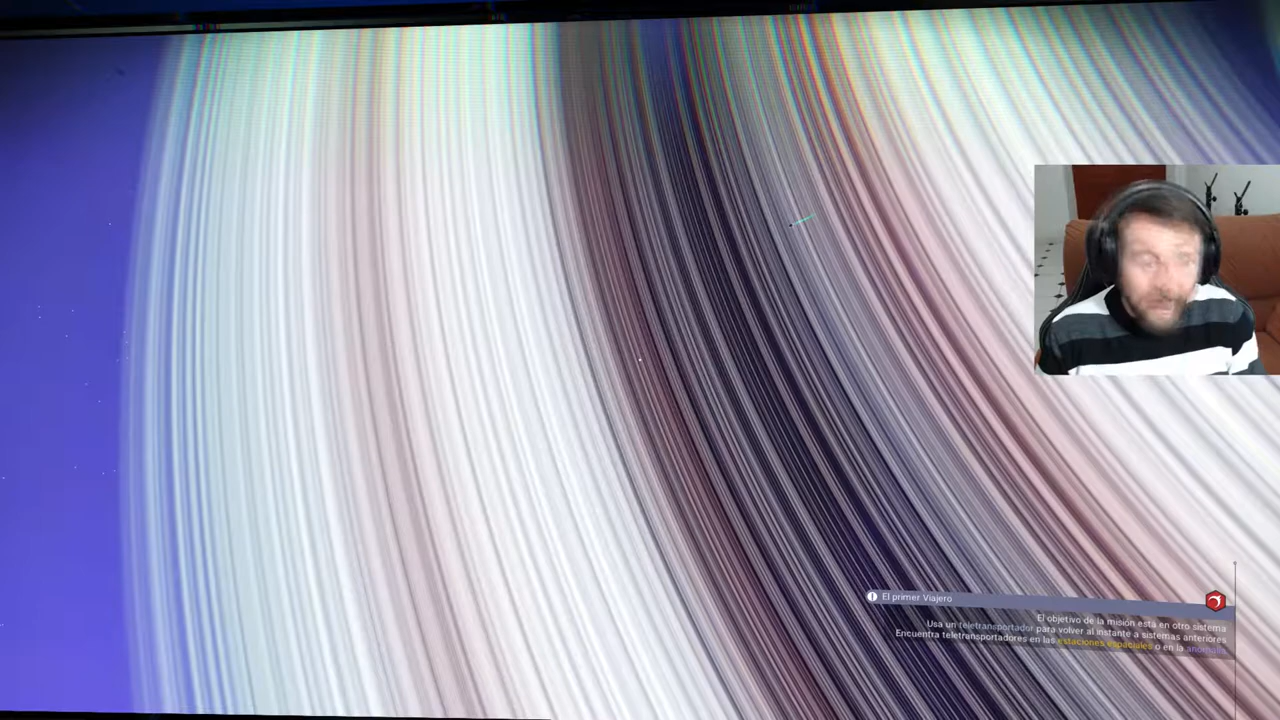 El primer Viajero
El objetivo de la misión está en otro sistema
Usa un teletransportador para volver al instante a sistemas anteriores
Encuentra teletransportadores en las estaciones espaciales o en la anomalía